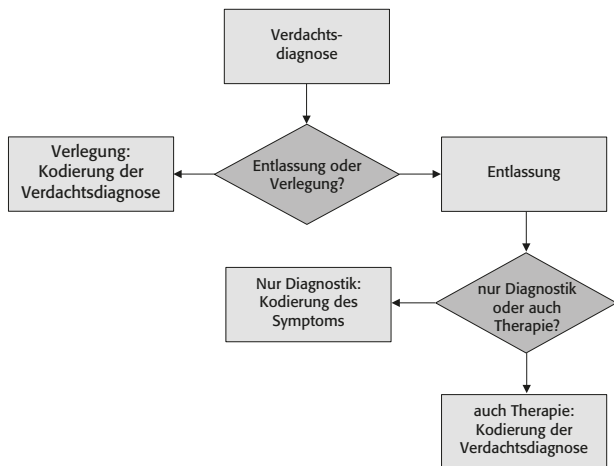 Verdachts-
diagnose
Verlegung:
Kodierung der
Verdachtsdiagnose
Entlassung oder
Verlegung?
Entlassung
Nur Diagnostik:
Kodierung des
Symptoms
nur Diagnostik
oder auch
Therapie?
auch Therapie:
Kodierung der
Verdachtsdiagnose